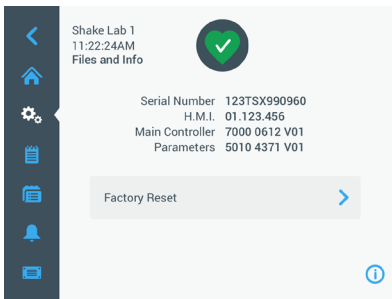 Shake Lab 1
11:22:24AM
Files and Info
Serial Number 123TSX990960
H.M.I. 01.123.456
Main Controller 7000 0612 V01
Parameters 5010 4371 V01
Factory Reset